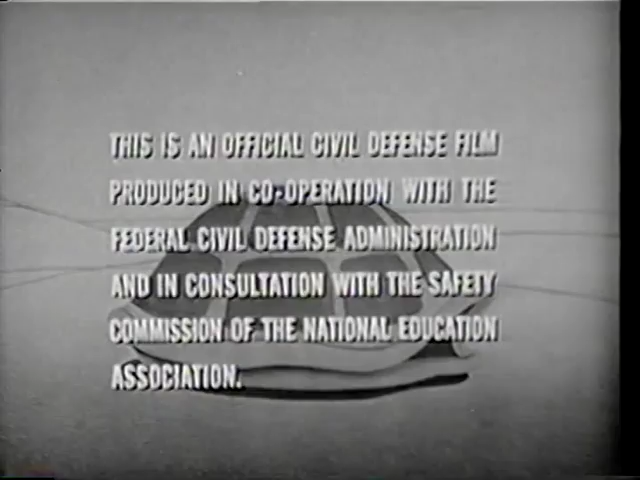 THIS IS AN OFFICIAL CIVIL DEFENSE FILM
PRODUCED IN CO-OPERATION WITH THE
FEDERAL CIVIL DEFENSE ADMINISTRATION
AND IN CONSULTATION WITH THE SAFETY
COMMISSION OF THE NATIONAL EDUCATION
ASSOCIATION.